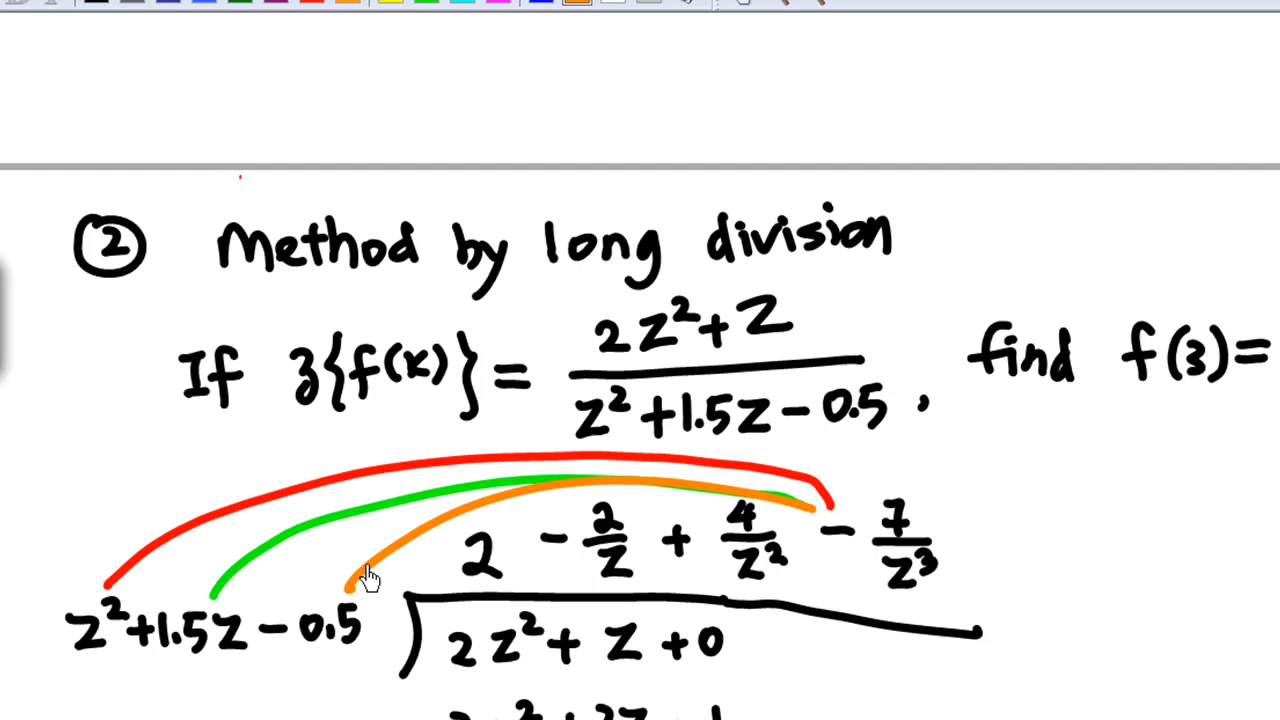 ② Method by long division
If 𝔷{f(k)} = (2z²+z)/(z²+1.5z-0.5), find f(3)=
2 - 2/z + 4/z² - 7/z³
z²+1.5z-0.5 ) 2z²+z+0